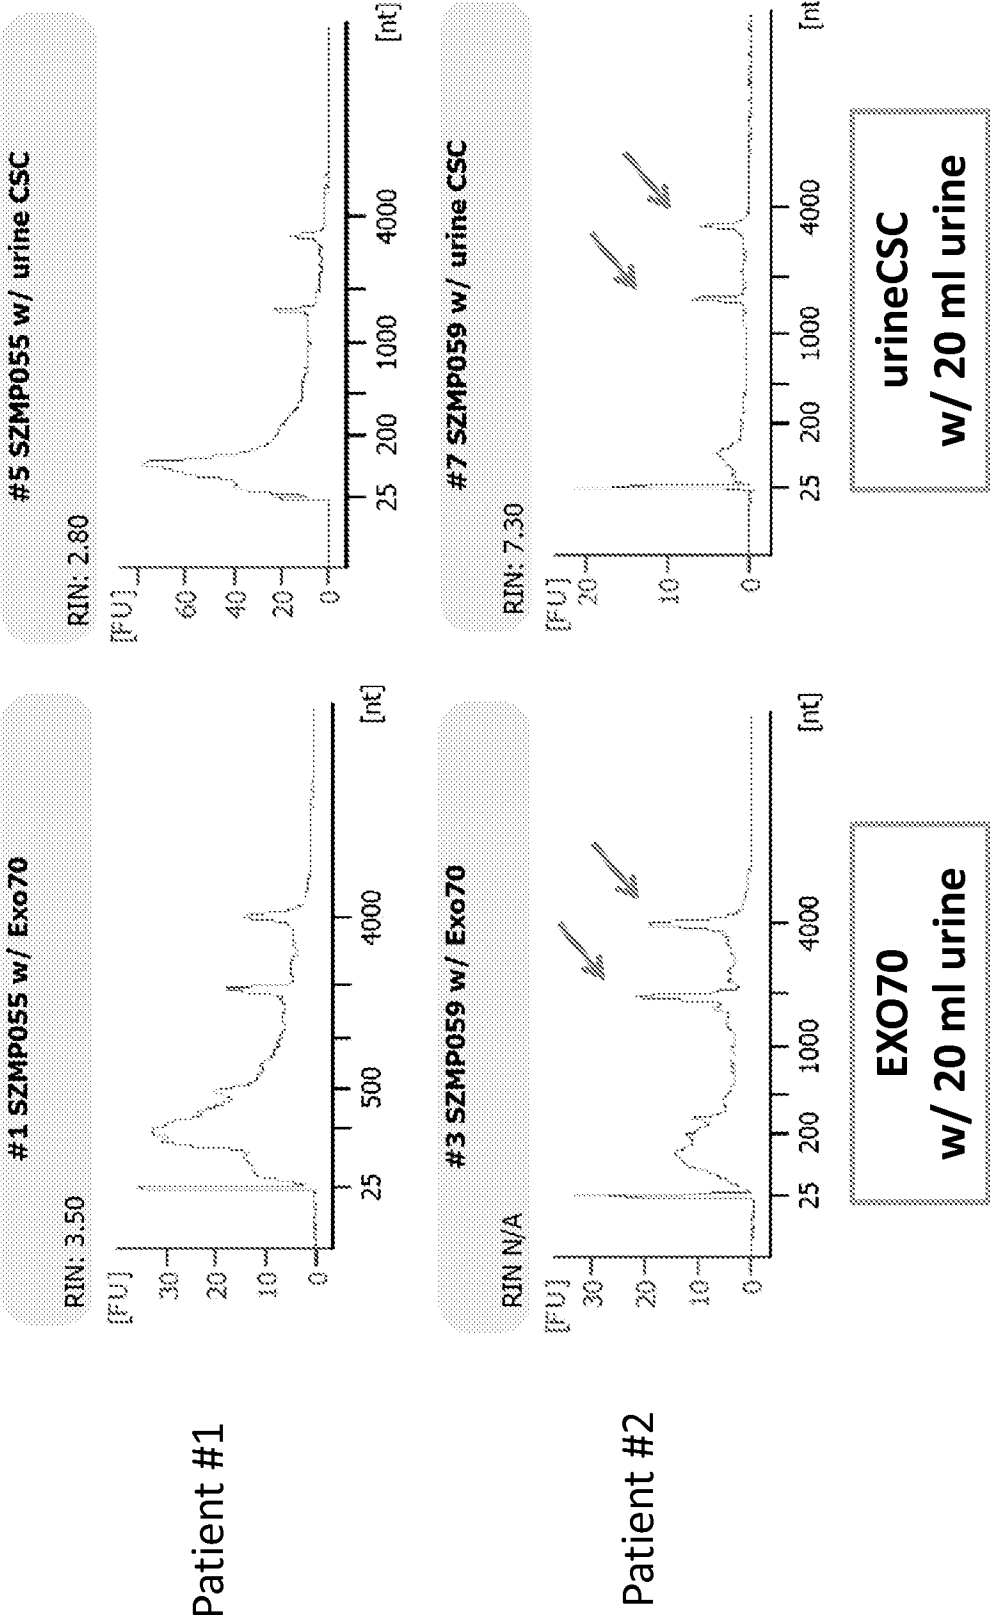 Patient #1
#1 SZMP055 w/ Exo70
RIN: 3.50
[FU]
30
20
10
0
25
500
4000
[nt]
#5 SZMP055 w/ urine CSC
RIN: 2.80
[FU]
60
40
20
0
25
200
1000
4000
[nt]
Patient #2
#3 SZMP059 w/ Exo70
RIN N/A
[FU]
30
20
10
0
25
200
1000
4000
[nt]
#7 SZMP059 w/ urine CSC
RIN: 7.30
[FU]
20
10
0
25
200
1000
4000
[nt]
EXO70
w/ 20 ml urine
urineCSC
w/ 20 ml urine